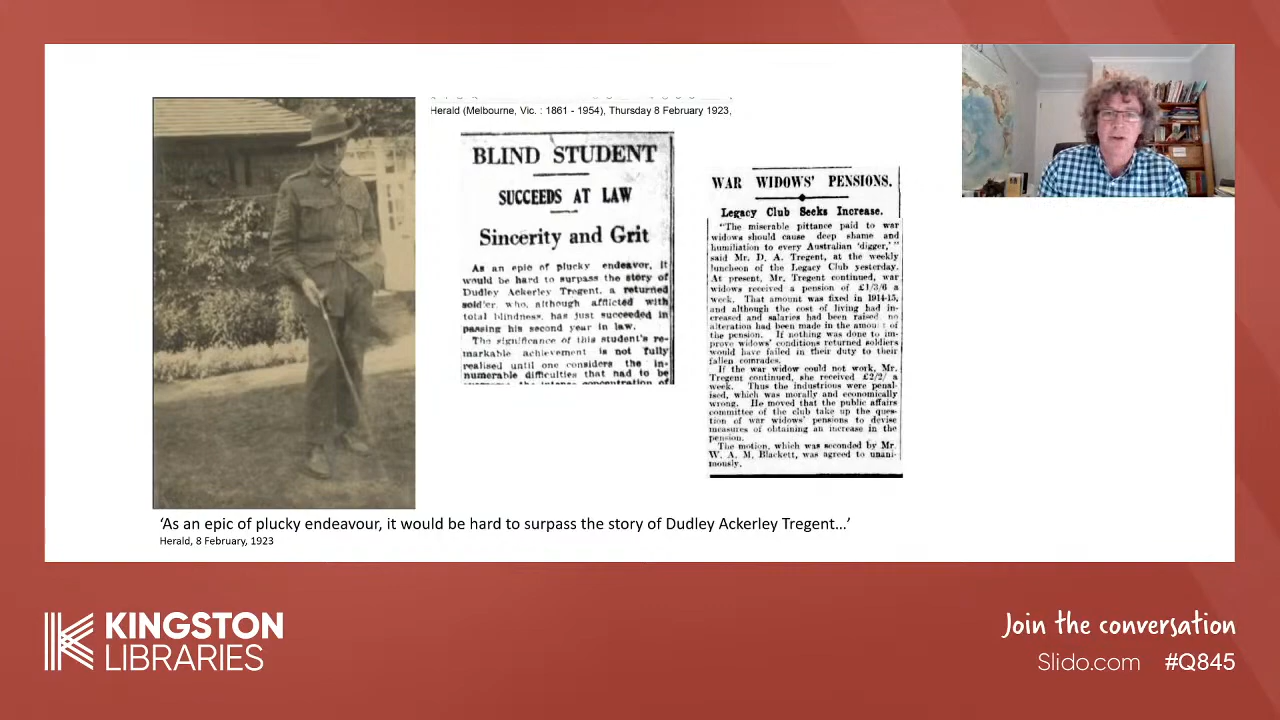 Herald (Melbourne, Vic. : 1861 - 1954), Thursday 8 February 1923,
BLIND STUDENT
SUCCEEDS AT LAW
Sincerity and Grit
As an epic of plucky endeavor, it
would be hard to surpass the story of
Dudley Ackerley Tregent, a returned
soldier, who, although afflicted with
total blindness, has just succeeded in
passing his second year in law.
The significance of this student's re-
markable achievement is not fully
realised until one considers the in-
numerable difficulties that had to be
the intense concentration of
WAR WIDOWS' PENSIONS.
Legacy Club Seeks Increase.
"The miserable pittance paid to war
widows should cause deep shame and
humiliation to every Australian 'digger,'"
said Mr. D. A. Tregent, at the weekly
luncheon of the Legacy Club yesterday.
At present, Mr. Tregent continued, war
widows received a pension of £1/3/6 a
week. That amount was fixed in 1914-15,
and although the cost of living had in-
creased and salaries had been raised no
alteration had been made in the amount of
the pension. If nothing was done to im-
prove widows' conditions returned soldiers
would have failed in their duty to their
fallen comrades.
If the war widow could not work, Mr.
Tregent continued, she received £2/2/ a
week. Thus the industrious were penal-
ised, which was morally and economically
wrong. He moved that the public affairs
committee of the club take up the ques-
tion of war widows' pensions to devise
measures of obtaining an increase in the
pension.
The motion, which was seconded by Mr.
W. A. M. Blackett, was agreed to unani-
mously.
'As an epic of plucky endeavour, it would be hard to surpass the story of Dudley Ackerley Tregent...'
Herald, 8 February, 1923
KINGSTON
LIBRARIES
Join the conversation
Slido.com #Q845